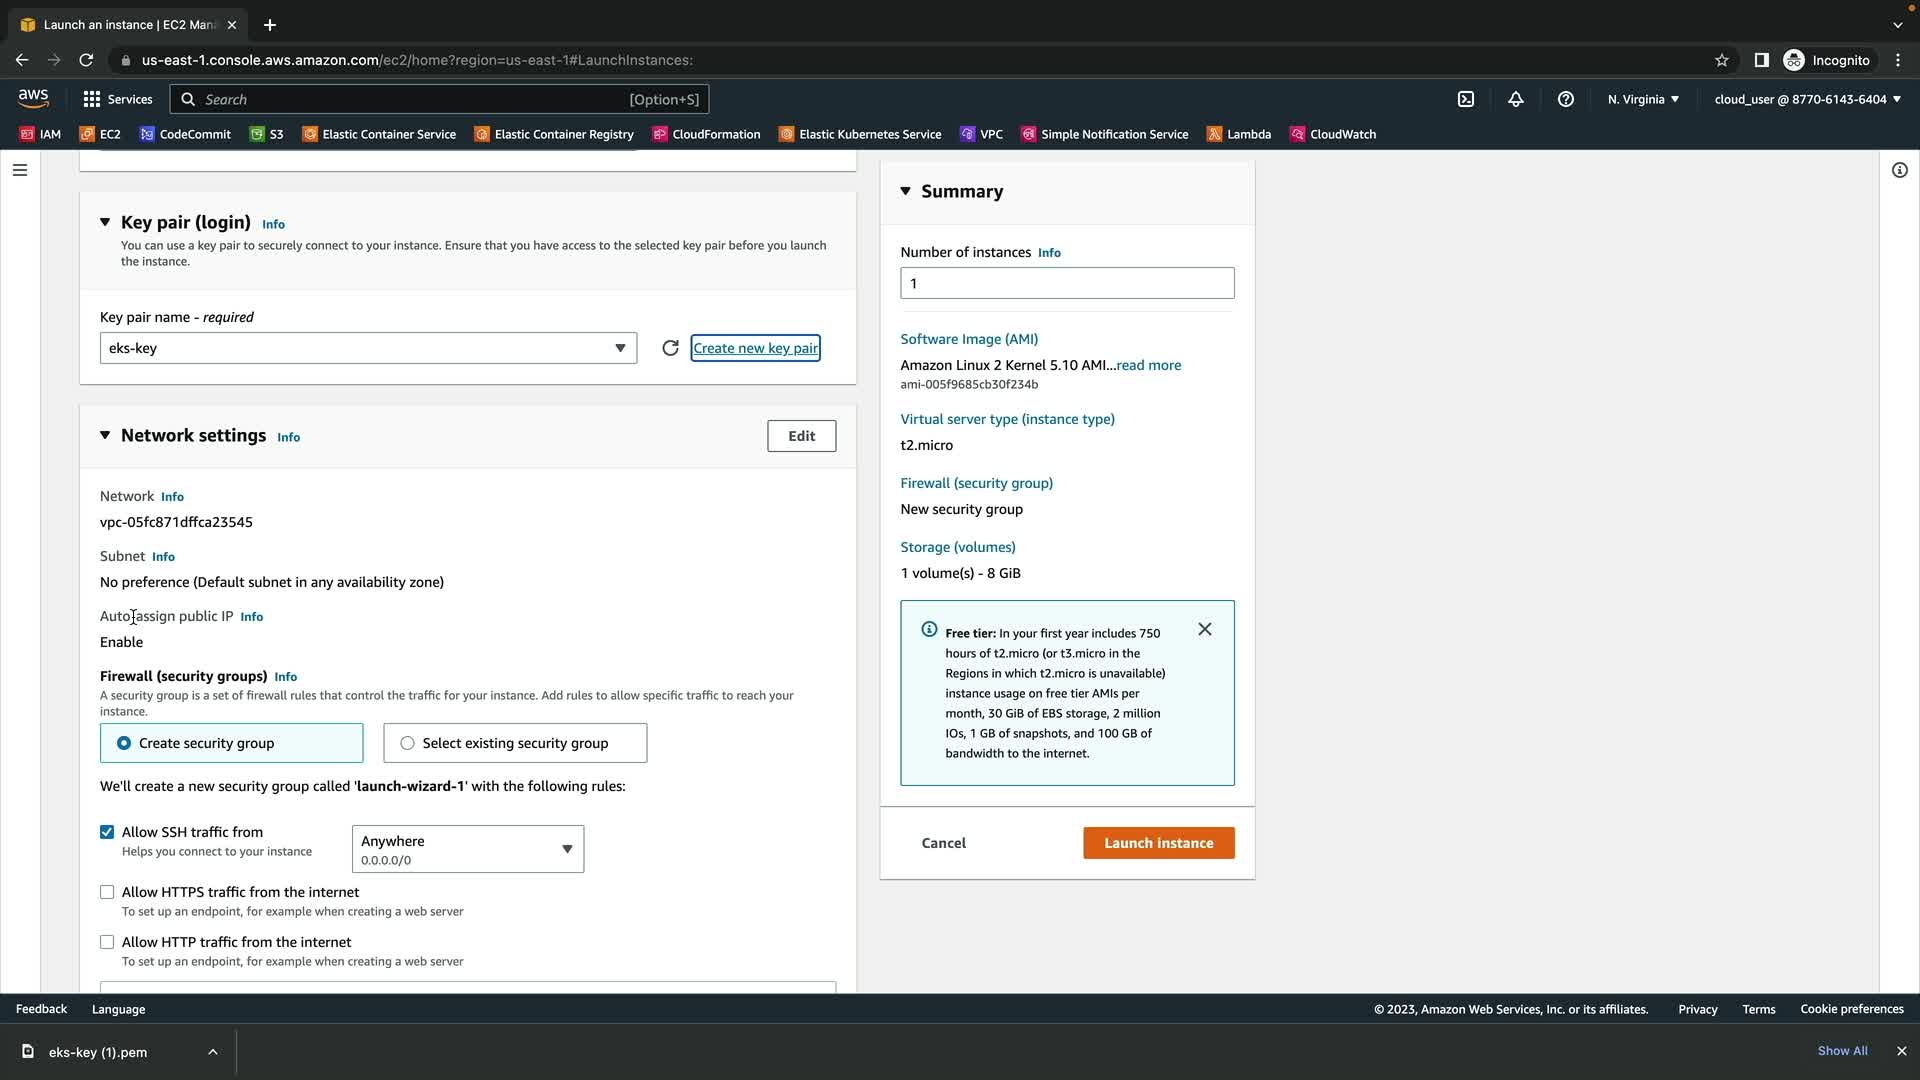 Launch an instance | EC2 Man
us-east-1.console.aws.amazon.com/ec2/home?region=us-east-1#LaunchInstances:
Incognito
aws
Services
Search
[Option+S]
N. Virginia
cloud_user @ 8770-6143-6404
IAM
EC2
CodeCommit
S3
Elastic Container Service
Elastic Container Registry
CloudFormation
Elastic Kubernetes Service
VPC
Simple Notification Service
Lambda
CloudWatch
Key pair (login) Info
You can use a key pair to securely connect to your instance. Ensure that you have access to the selected key pair before you launch
the instance.
Key pair name - required
eks-key
Create new key pair
Network settings Info
Edit
Network Info
vpc-05fc871dffca23545
Subnet Info
No preference (Default subnet in any availability zone)
Auto-assign public IP Info
Enable
Firewall (security groups) Info
A security group is a set of firewall rules that control the traffic for your instance. Add rules to allow specific traffic to reach your
instance.
Create security group
Select existing security group
We'll create a new security group called 'launch-wizard-1' with the following rules:
Allow SSH traffic from
Helps you connect to your instance
Anywhere
0.0.0.0/0
Allow HTTPS traffic from the internet
To set up an endpoint, for example when creating a web server
Allow HTTP traffic from the internet
To set up an endpoint, for example when creating a web server
Summary
Number of instances Info
1
Software Image (AMI)
Amazon Linux 2 Kernel 5.10 AMI...read more
ami-005f9685cb30f234b
Virtual server type (instance type)
t2.micro
Firewall (security group)
New security group
Storage (volumes)
1 volume(s) - 8 GiB
Free tier: In your first year includes 750
hours of t2.micro (or t3.micro in the
Regions in which t2.micro is unavailable)
instance usage on free tier AMIs per
month, 30 GiB of EBS storage, 2 million
IOs, 1 GB of snapshots, and 100 GB of
bandwidth to the internet.
Cancel
Launch instance
Feedback
Language
© 2023, Amazon Web Services, Inc. or its affiliates.
Privacy
Terms
Cookie preferences
eks-key (1).pem
Show All